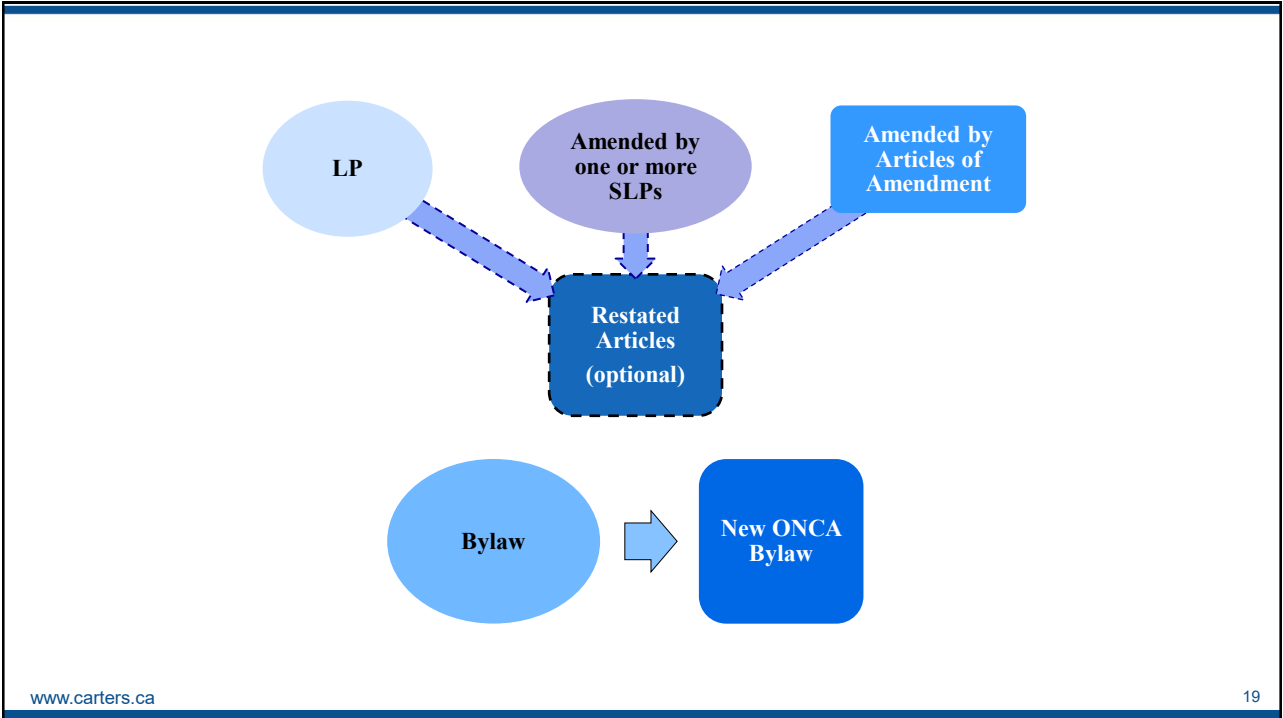 LP
Amended by
one or more
SLPs
Amended by
Articles of
Amendment
Restated
Articles
(optional)
Bylaw
New ONCA
Bylaw
www.carters.ca
19